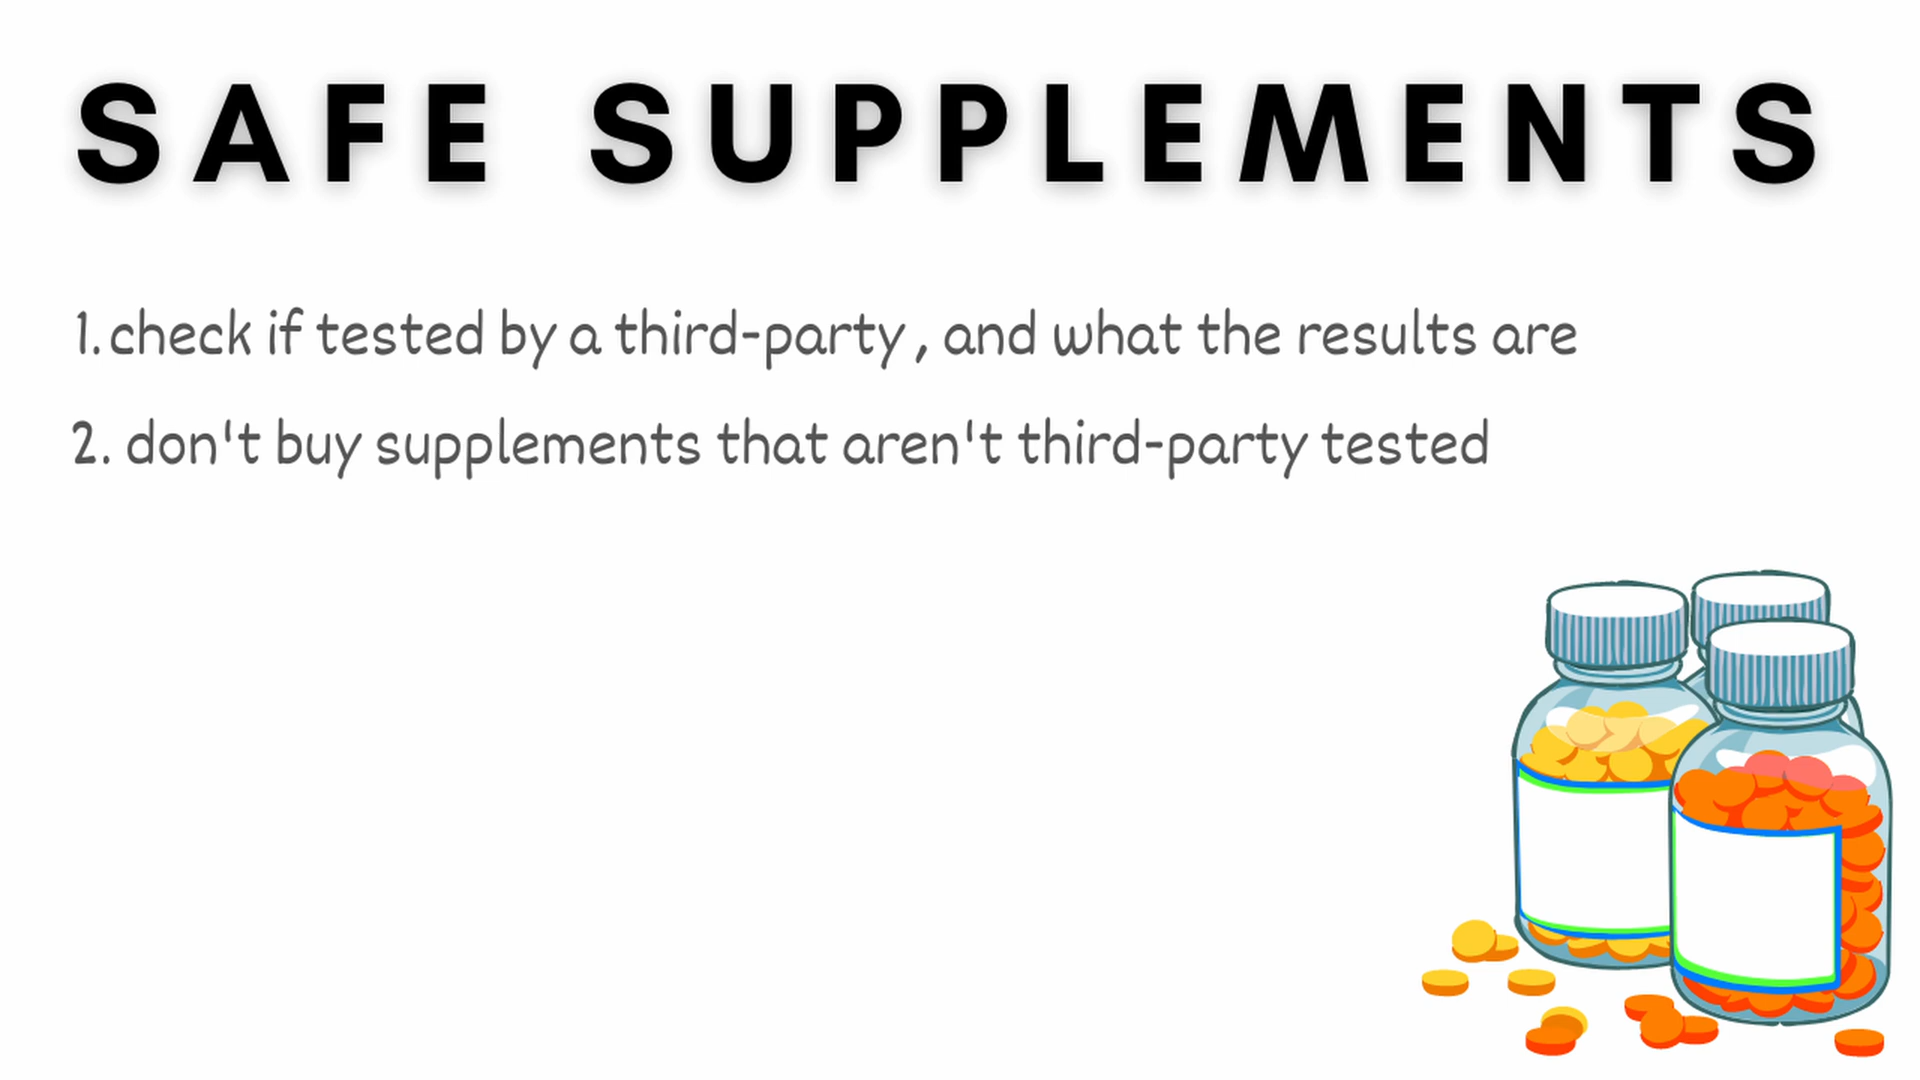 SAFE SUPPLEMENTS
1. check if tested by a third-party, and what the results are
2. don't buy supplements that aren't third-party tested